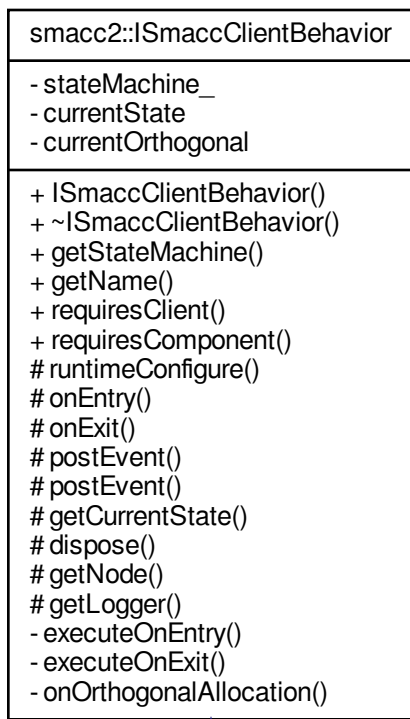 smacc2::ISmaccClientBehavior
- stateMachine_
- currentState
- currentOrthogonal
+ ISmaccClientBehavior()
+ ~ISmaccClientBehavior()
+ getStateMachine()
+ getName()
+ requiresClient()
+ requiresComponent()
# runtimeConfigure()
# onEntry()
# onExit()
# postEvent()
# postEvent()
# getCurrentState()
# dispose()
# getNode()
# getLogger()
- executeOnEntry()
- executeOnExit()
- onOrthogonalAllocation()